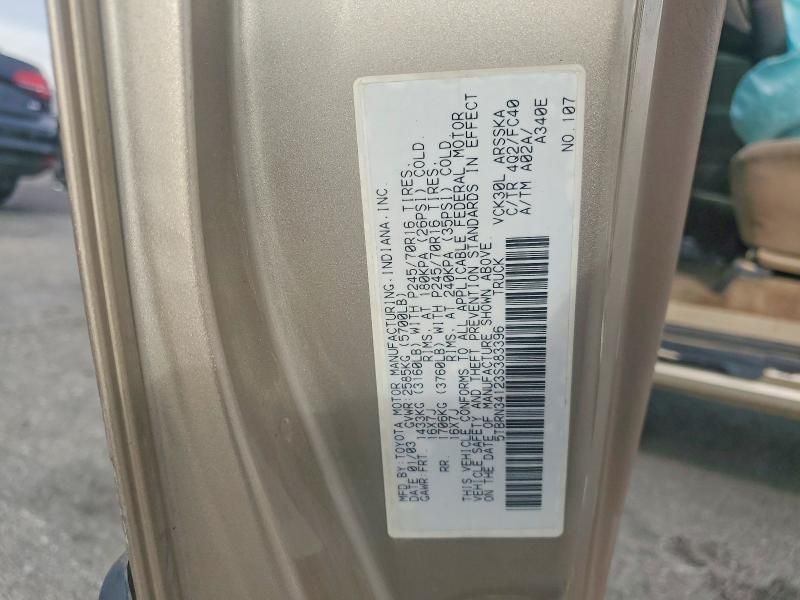 MFD. BY: TOYOTA MOTOR MANUFACTURING, INDIANA, INC.
DATE 01/03 GVWR: 2585KG (5700LB)
GAWR: FRT. 1433KG (3160LB) WITH P245/70R16 TIRES.
16X7J RIMS, AT 180KPA (26PSI) COLD.
RR. 1706KG (3760LB) WITH P245/70R16 TIRES.
16X7J RIMS, AT 240KPA (35PSI) COLD.
THIS VEHICLE CONFORMS TO ALL APPLICABLE FEDERAL MOTOR
VEHICLE SAFETY AND THEFT PREVENTION STANDARDS IN EFFECT
ON THE DATE OF MANUFACTURE SHOWN ABOVE
5TBRN34123S383396 TRUCK
VCK30L ARSSKA
C/TR 4Q2/FC40
A/TM A02A/
A340E
NO. 107